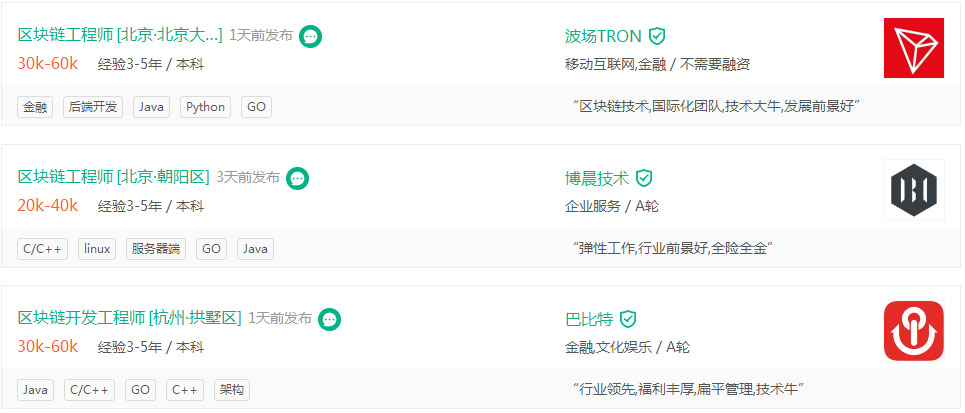 区块链工程师 [北京·北京大...] 1天前发布
波场TRON
30k-60k 经验3-5年 / 本科
移动互联网,金融 / 不需要融资
金融 后端开发 Java Python GO
“区块链技术,国际化团队,技术大牛,发展前景好”
区块链工程师 [北京·朝阳区] 3天前发布
博晨技术
20k-40k 经验3-5年 / 本科
企业服务 / A轮
C/C++ linux 服务器端 GO Java
“弹性工作,行业前景好,全险全金”
区块链开发工程师 [杭州·拱墅区] 1天前发布
巴比特
30k-60k 经验3-5年 / 本科
金融,文化娱乐 / A轮
Java C/C++ GO C++ 架构
“行业领先,福利丰厚,扁平管理,技术牛”